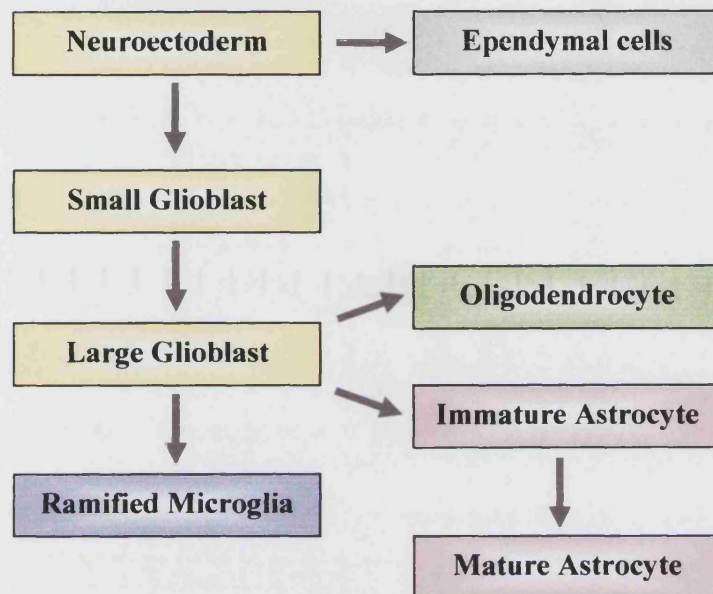 Neuroectoderm
Ependymal cells
Small Glioblast
Oligodendrocyte
Large Glioblast
Immature Astrocyte
Ramified Microglia
Mature Astrocyte